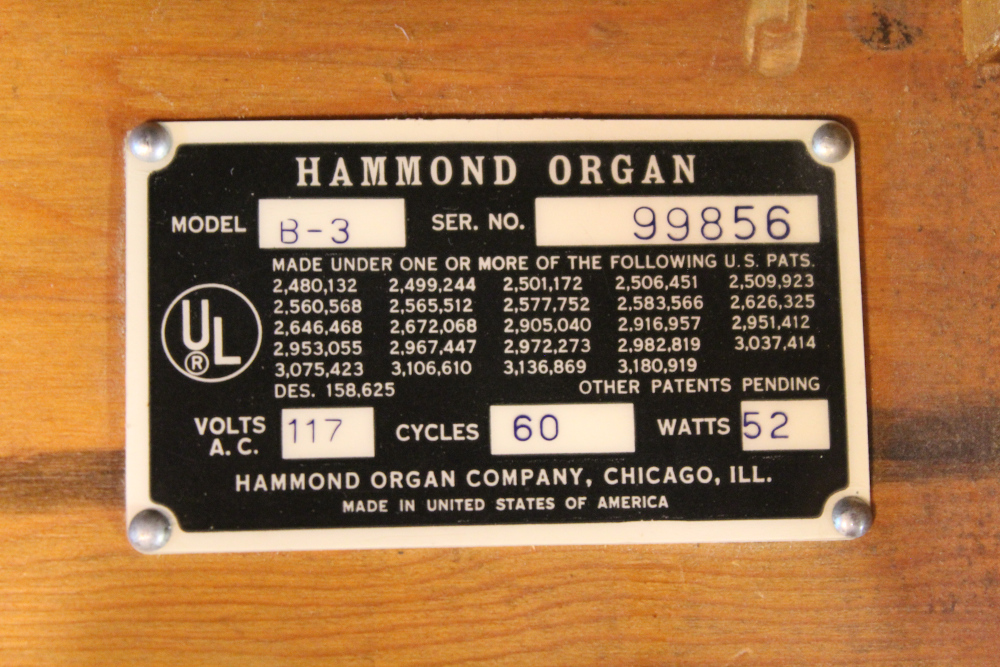 HAMMOND ORGAN
MODEL B-3 SER. NO. 99856
MADE UNDER ONE OR MORE OF THE FOLLOWING U.S. PATS.
2,480,132 2,499,244 2,501,172 2,506,451 2,509,923
2,560,568 2,565,512 2,577,752 2,583,566 2,626,325
2,646,468 2,672,068 2,905,040 2,916,957 2,951,412
2,953,055 2,967,447 2,972,273 2,982,819 3,037,414
3,075,423 3,106,610 3,136,869 3,180,919
DES. 158,625 OTHER PATENTS PENDING
UL ®
VOLTS A.C. 117 CYCLES 60 WATTS 52
HAMMOND ORGAN COMPANY, CHICAGO, ILL.
MADE IN UNITED STATES OF AMERICA